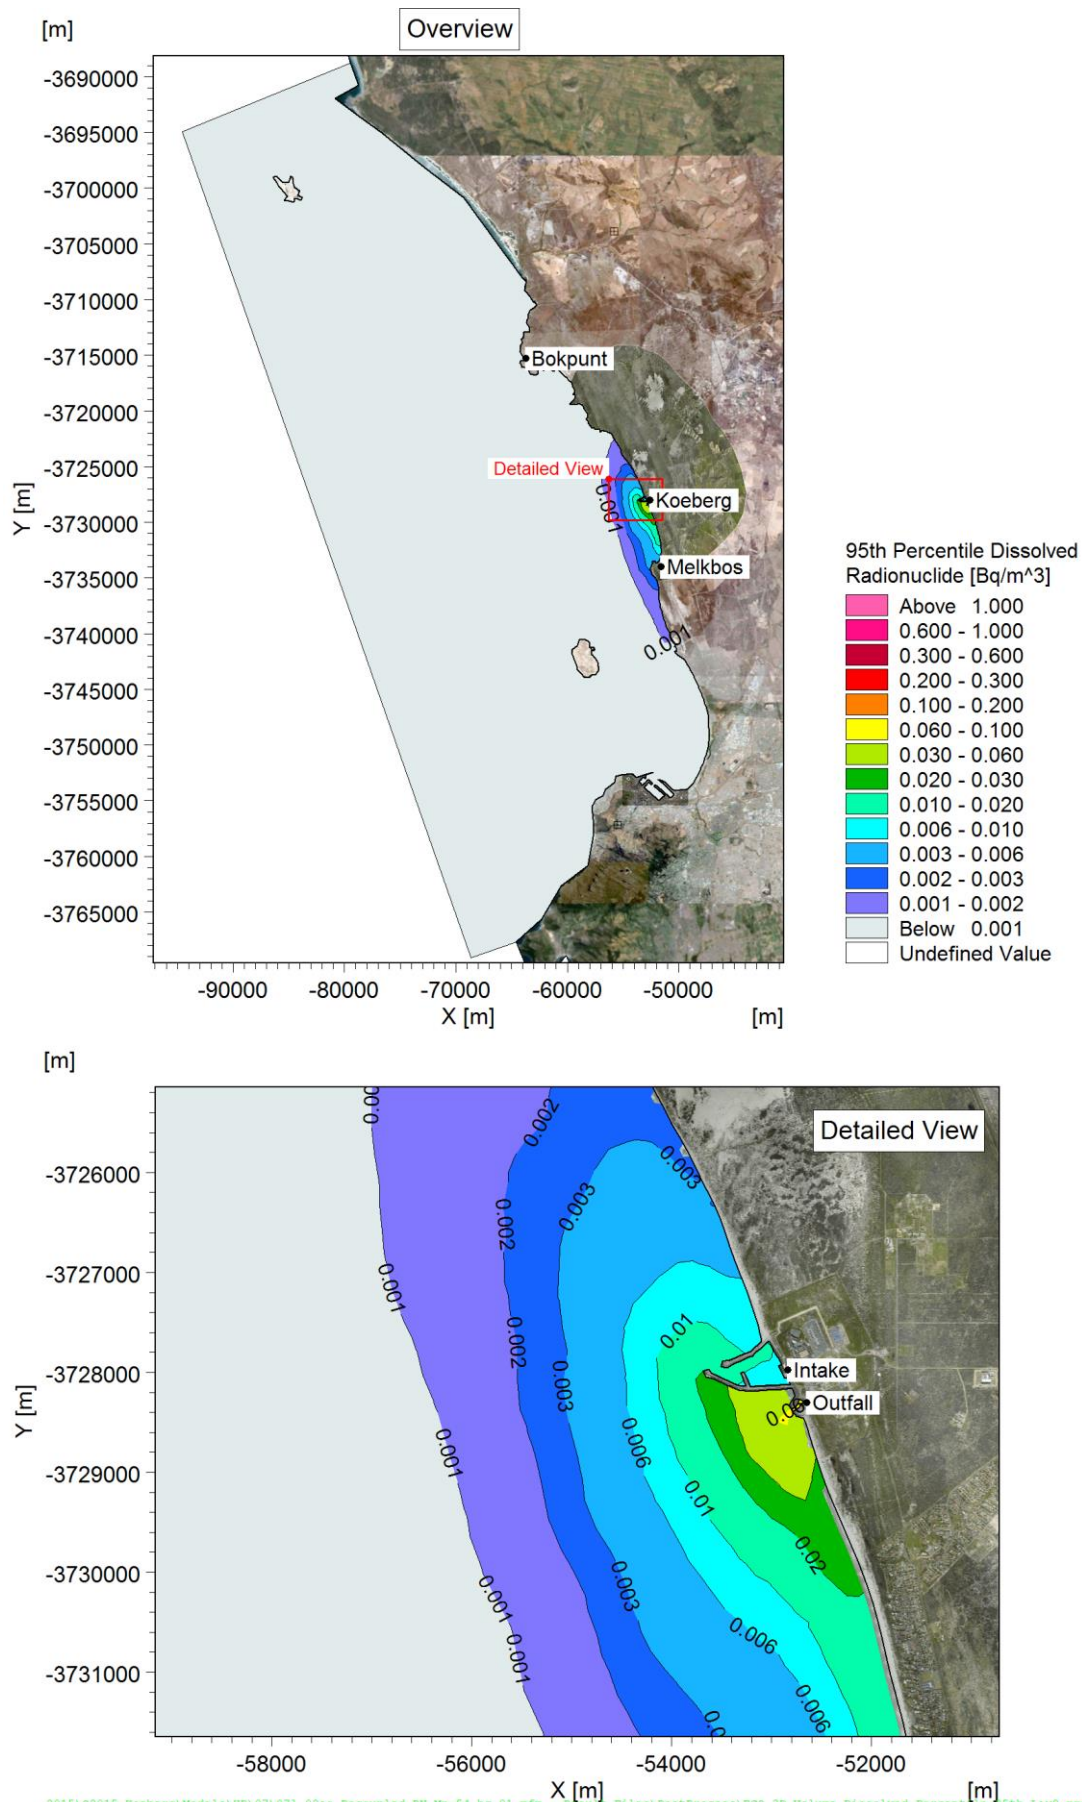 [m]
Overview
-3690000
-3695000
-3700000
-3705000
-3710000
-3715000
-3720000
-3725000
-3730000
-3735000
-3740000
-3745000
-3750000
-3755000
-3760000
-3765000
Y [m]
Bokpunt
Detailed View
0.001
Koeberg
Melkbos
0.001
-90000 -80000 -70000 -60000 -50000
X [m] [m]
95th Percentile Dissolved
Radionuclide [Bq/m^3]
Above 1.000
0.600 - 1.000
0.300 - 0.600
0.200 - 0.300
0.100 - 0.200
0.060 - 0.100
0.030 - 0.060
0.020 - 0.030
0.010 - 0.020
0.006 - 0.010
0.003 - 0.006
0.002 - 0.003
0.001 - 0.002
Below 0.001
Undefined Value
[m]
Detailed View
-3726000
-3727000
-3728000
-3729000
-3730000
-3731000
Y [m]
0.002
0.003
0.003
0.002
0.001
0.01
0.002
0.003
Intake
Outfall
0.006
0.001
0.01
0.02
0.003
0.001
0.006
0.001
0.006
-58000 -56000 -54000 -52000
X [m] [m]